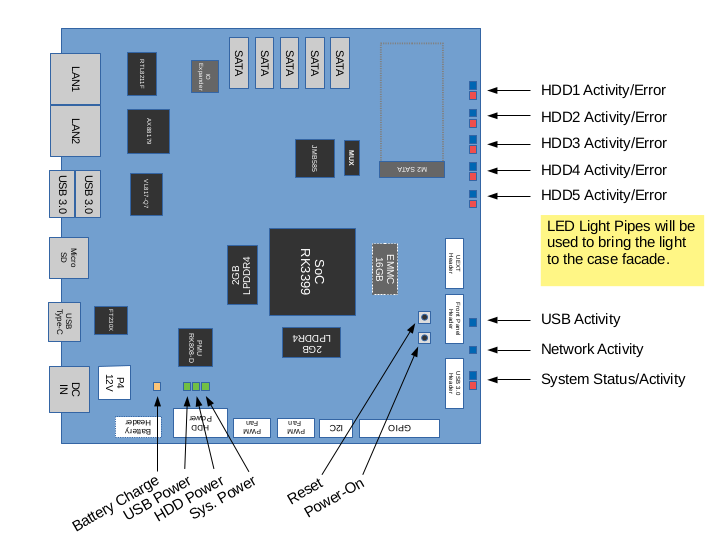 LAN1
LAN2
USB 3.0
USB 3.0
Micro
SD
USB
Type-C
DC
IN
RTL8211F
AX88179
VL817-Q7
FT230X
P4
12V
IO
Expander
SATA
SATA
SATA
SATA
SATA
JMB585
MUX
M2 SATA
SoC
RK3399
2GB
LPDDR4
EMMC
16GB
2GB
LPDDR4
PMU
RK808-D
UEXT
Header
Front Panel
Header
USB 3.0
Header
Battery
Header
HDD
Power
PWM
Fan
PWM
Fan
I2C
GPIO
HDD1 Activity/Error
HDD2 Activity/Error
HDD3 Activity/Error
HDD4 Activity/Error
HDD5 Activity/Error
LED Light Pipes will be
used to bring the light
to the case facade.
USB Activity
Network Activity
System Status/Activity
Battery Charge
USB Power
HDD Power
Sys. Power
Reset
Power-On